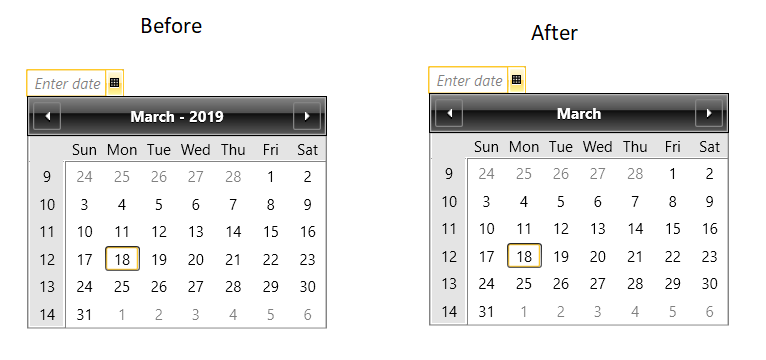 Before
Enter date
March - 2019
Sun Mon Tue Wed Thu Fri Sat
9 24 25 26 27 28 1 2
10 3 4 5 6 7 8 9
11 10 11 12 13 14 15 16
12 17 18 19 20 21 22 23
13 24 25 26 27 28 29 30
14 31 1 2 3 4 5 6
After
Enter date
March
Sun Mon Tue Wed Thu Fri Sat
9 24 25 26 27 28 1 2
10 3 4 5 6 7 8 9
11 10 11 12 13 14 15 16
12 17 18 19 20 21 22 23
13 24 25 26 27 28 29 30
14 31 1 2 3 4 5 6